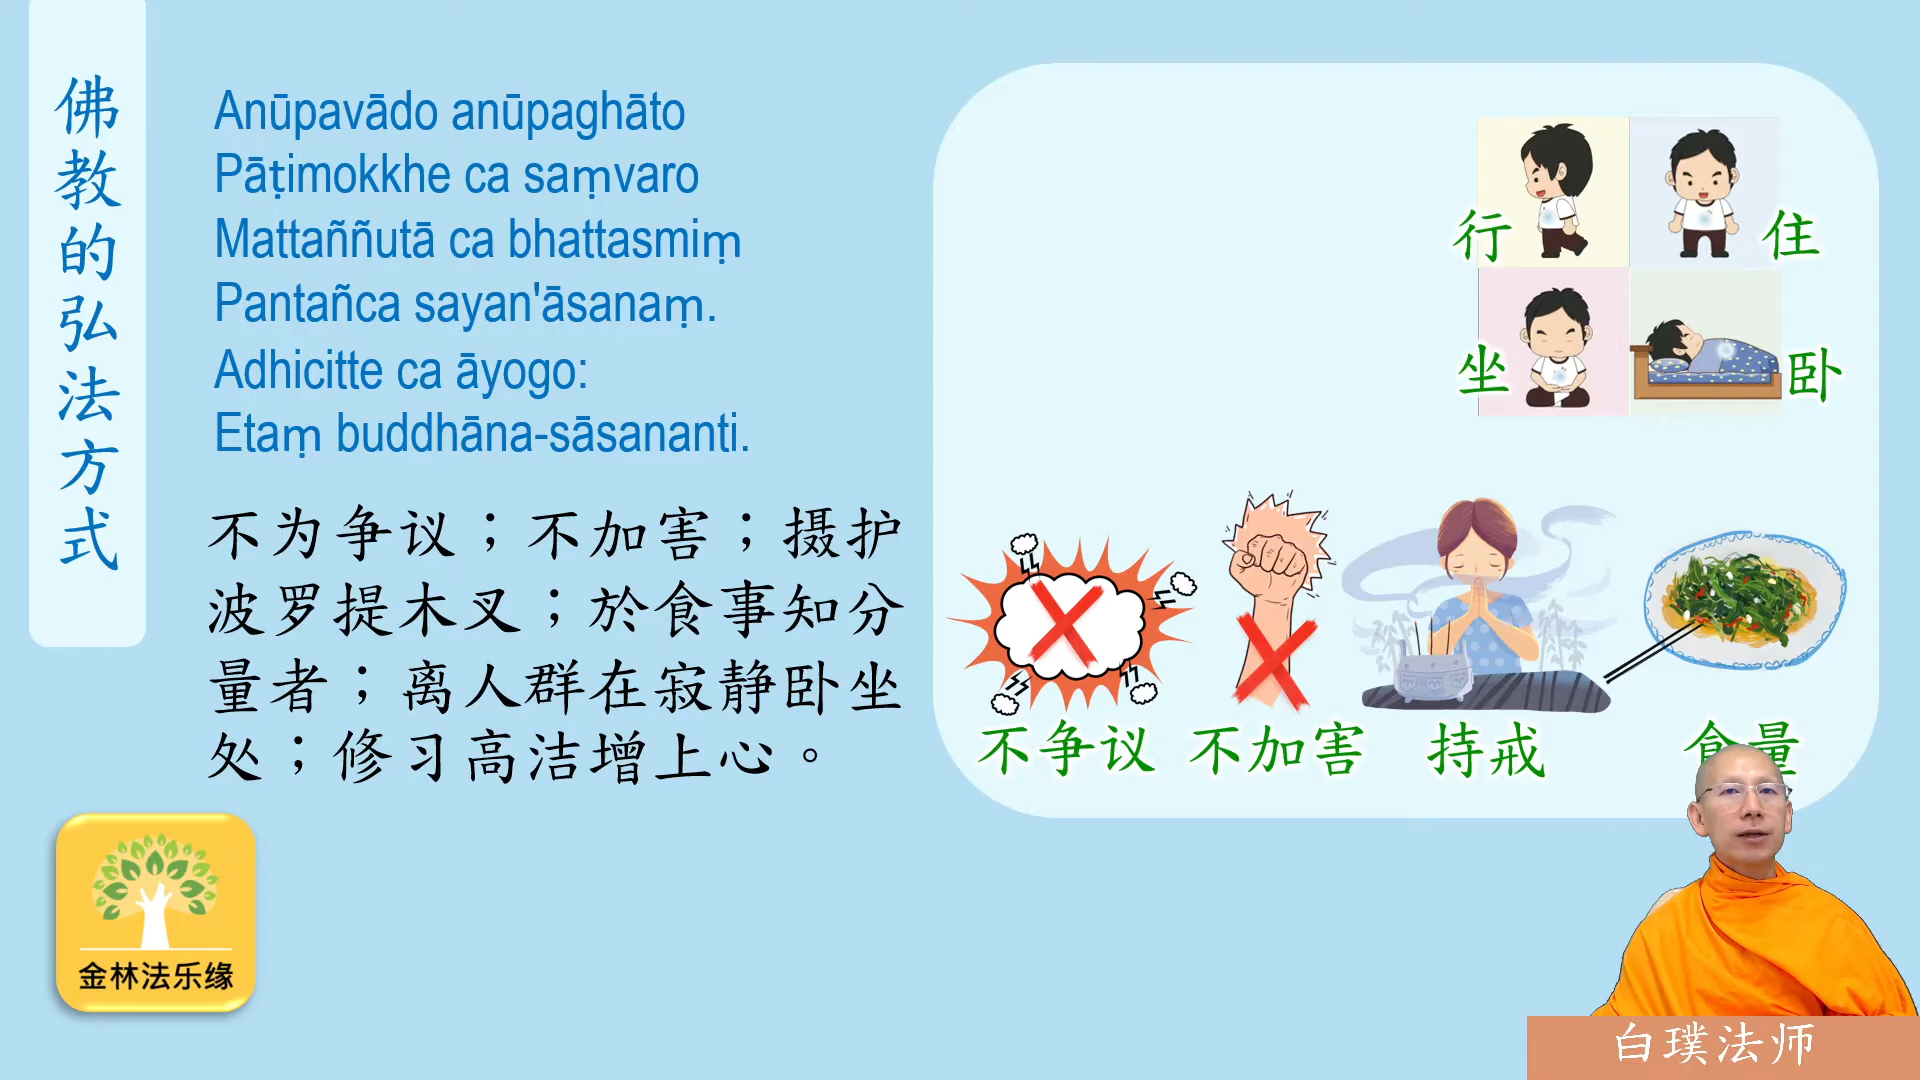 佛教的弘法方式
Anūpavādo anūpaghāto
Pāṭimokkhe ca saṃvaro
Mattaññutā ca bhattasmiṃ
Pantañca sayan'āsanaṃ.
Adhicitte ca āyogo:
Etaṃ buddhāna-sāsananti.
不为争议；不加害；摄护
波罗提木叉；於食事知分
量者；离人群在寂静卧坐
处；修习高洁增上心。
行
住
坐
卧
不争议
不加害
持戒
食量
金林法乐缘
白璞法师